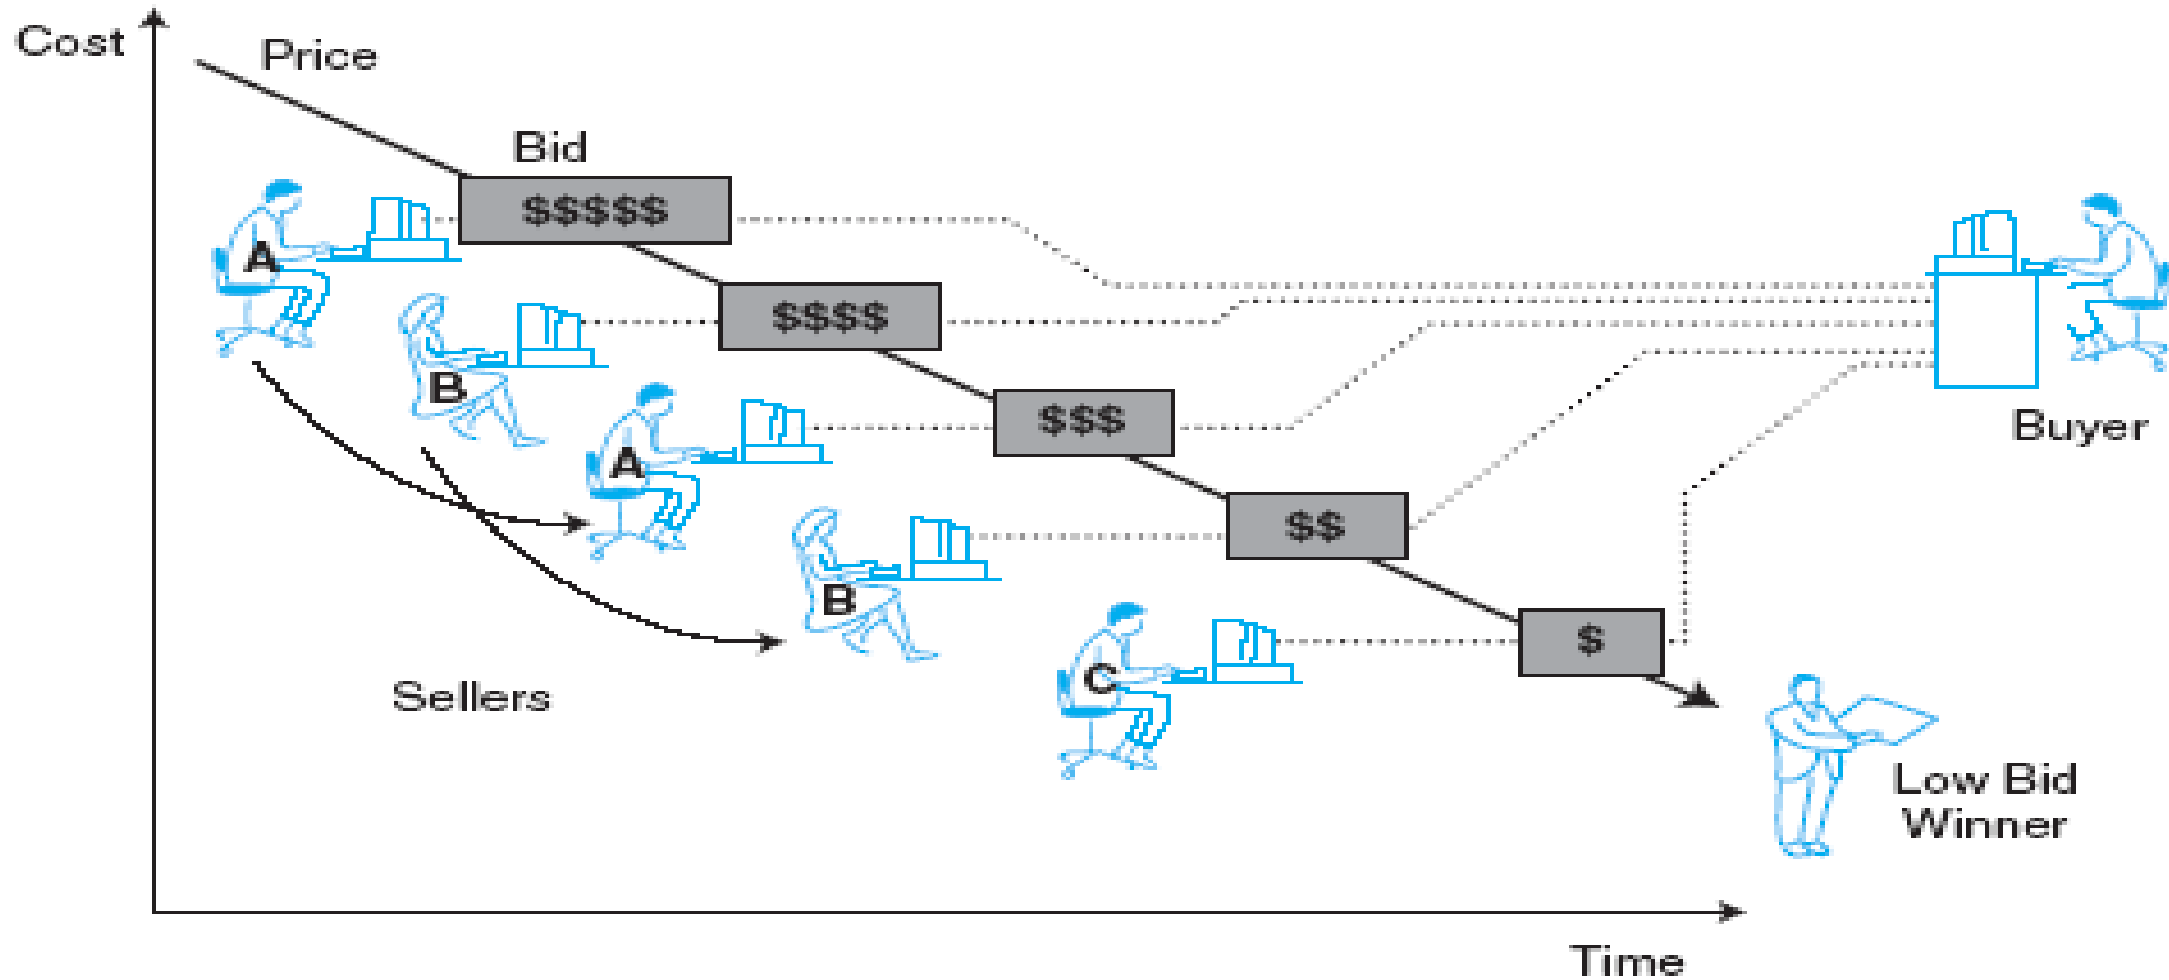 Cost
Price
Bid
$$$$$
A
$$$$
B
$$$
A
Buyer
$$
B
$
C
Sellers
Low Bid
Winner
Time